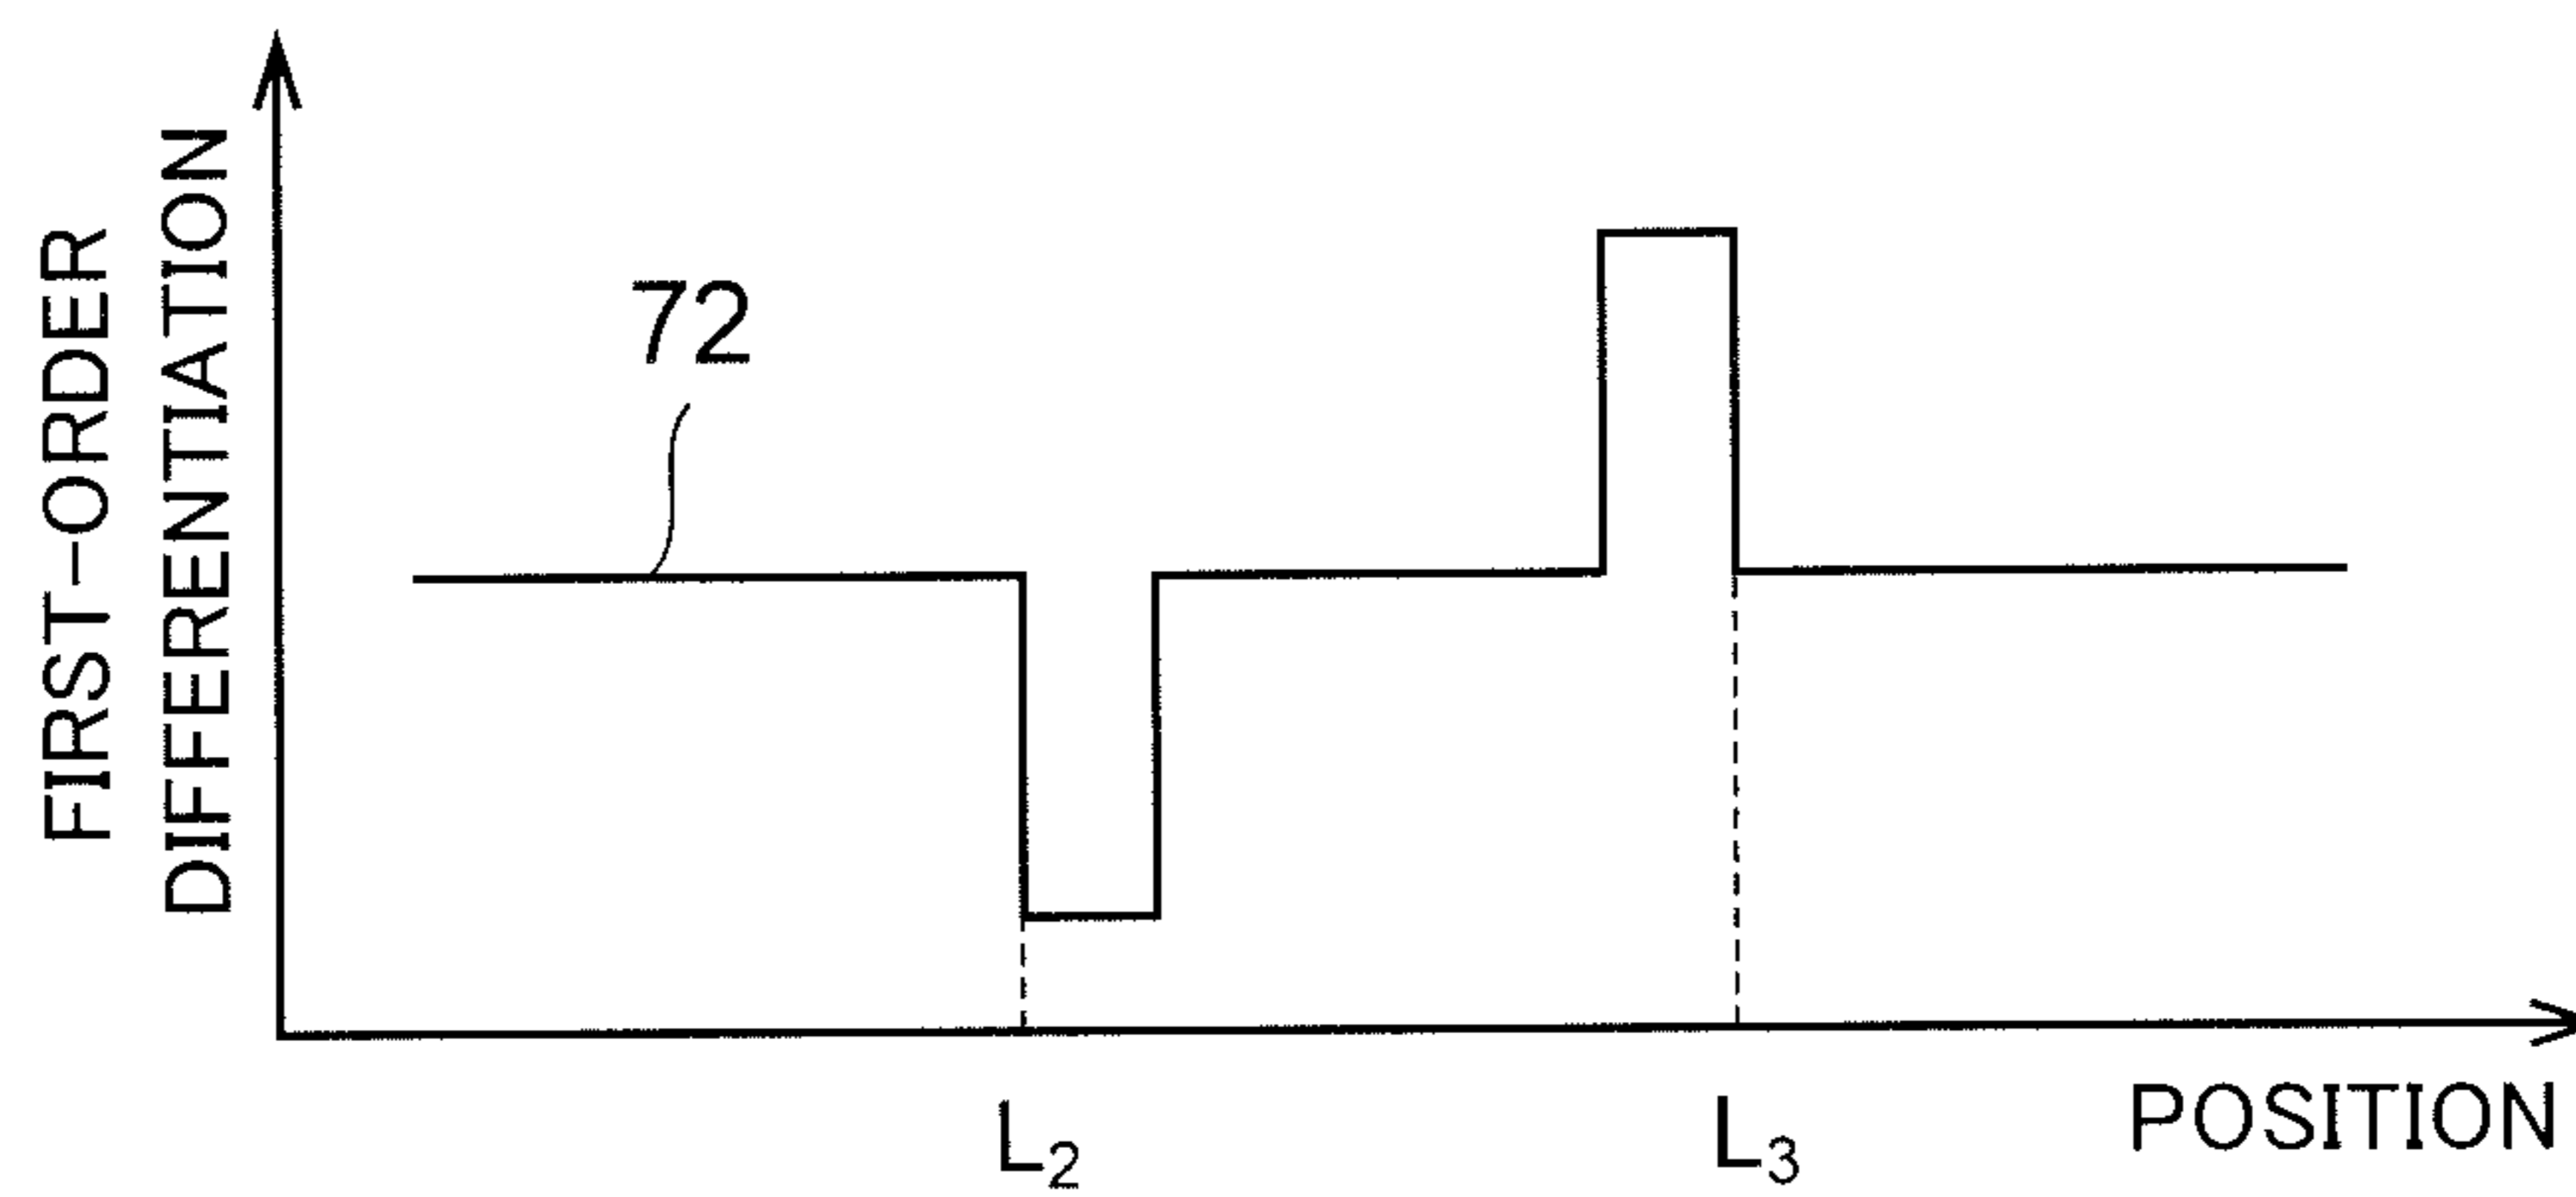 FIRST-ORDER
DIFFERENTIATION
72
L2
L3
POSITION